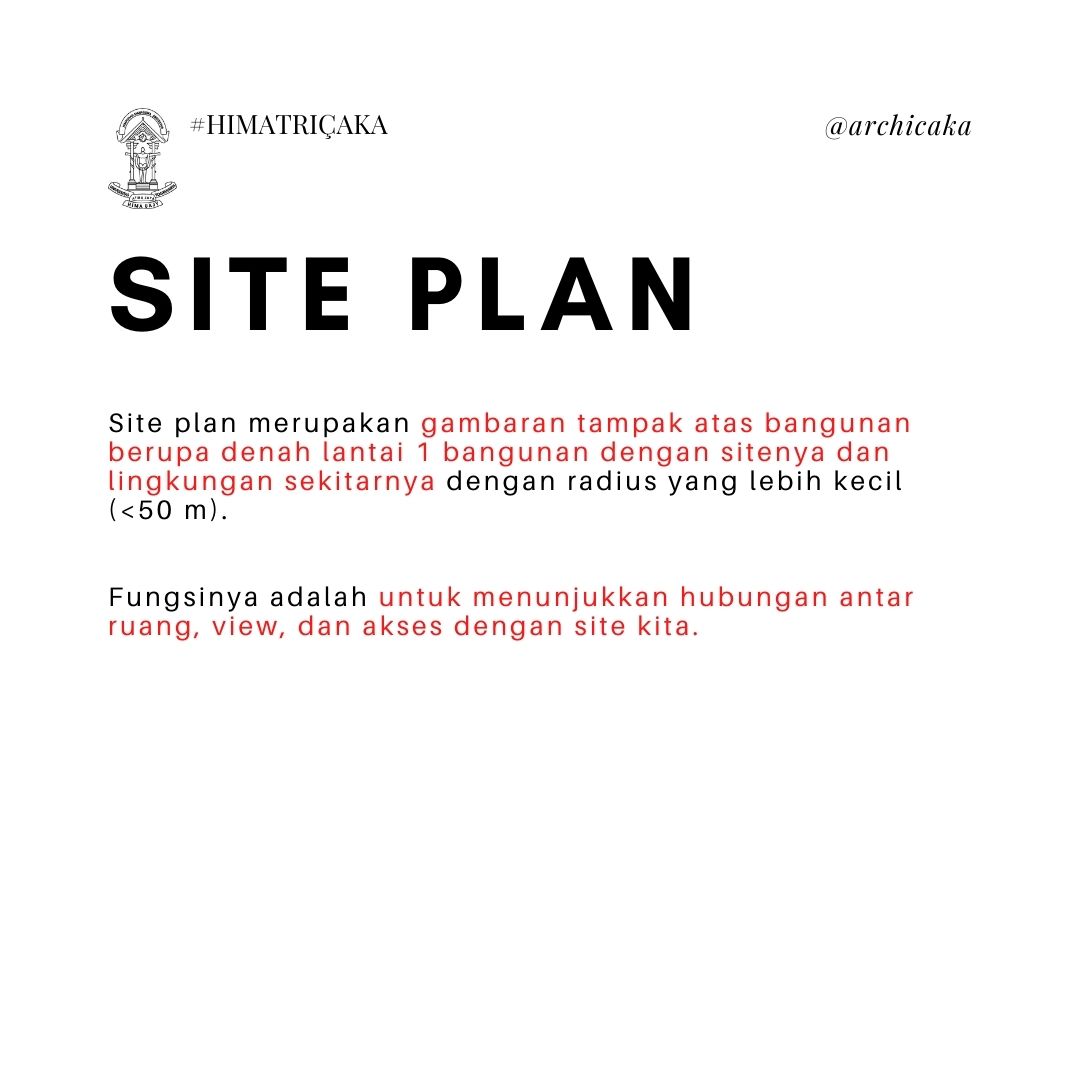 #HIMATRIÇAKA
@archicaka
SITE PLAN
Site plan merupakan gambaran tampak atas bangunan
berupa denah lantai 1 bangunan dengan sitenya dan
lingkungan sekitarnya dengan radius yang lebih kecil
(<50 m).
Fungsinya adalah untuk menunjukkan hubungan antar
ruang, view, dan akses dengan site kita.